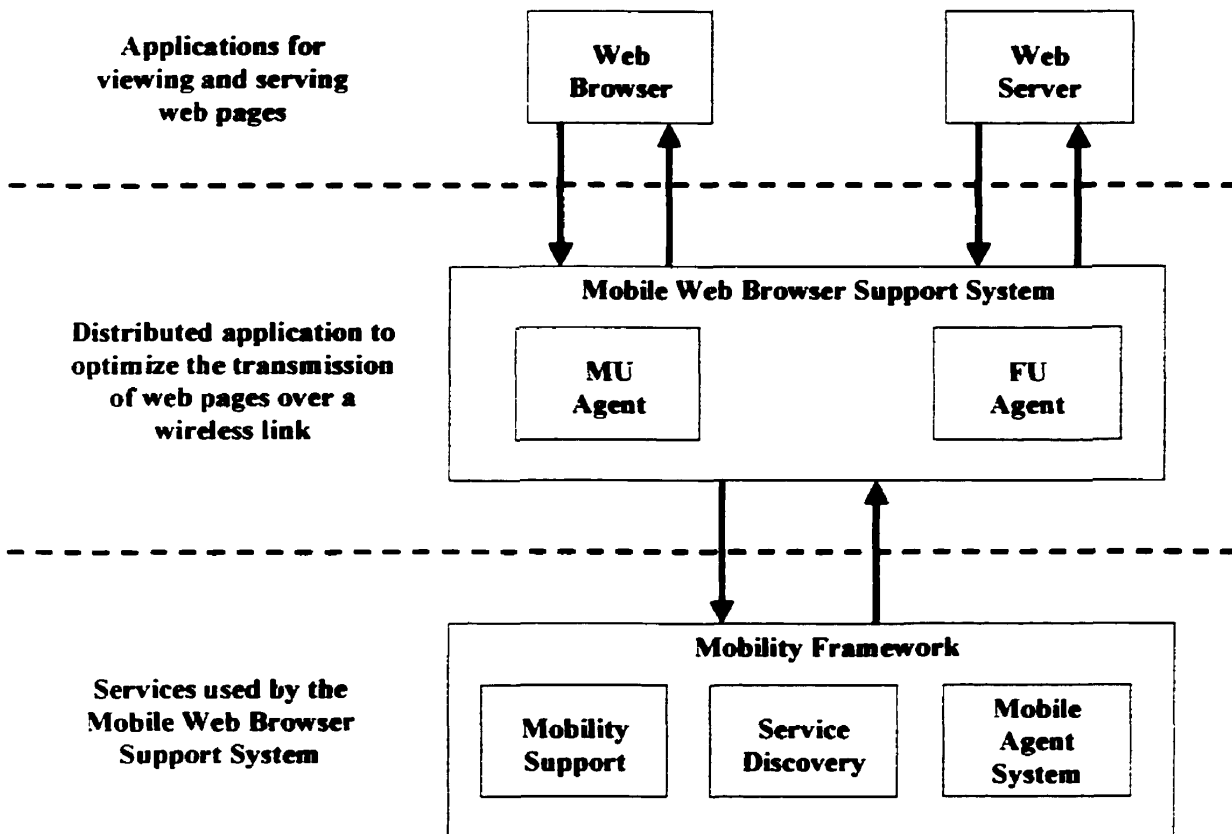 Applications for
viewing and serving
web pages
Web
Browser
Web
Server
Distributed application to
optimize the transmission
of web pages over a
wireless link
Mobile Web Browser Support System
MU
Agent
FU
Agent
Services used by the
Mobile Web Browser
Support System
Mobility Framework
Mobility
Support
Service
Discovery
Mobile
Agent
System